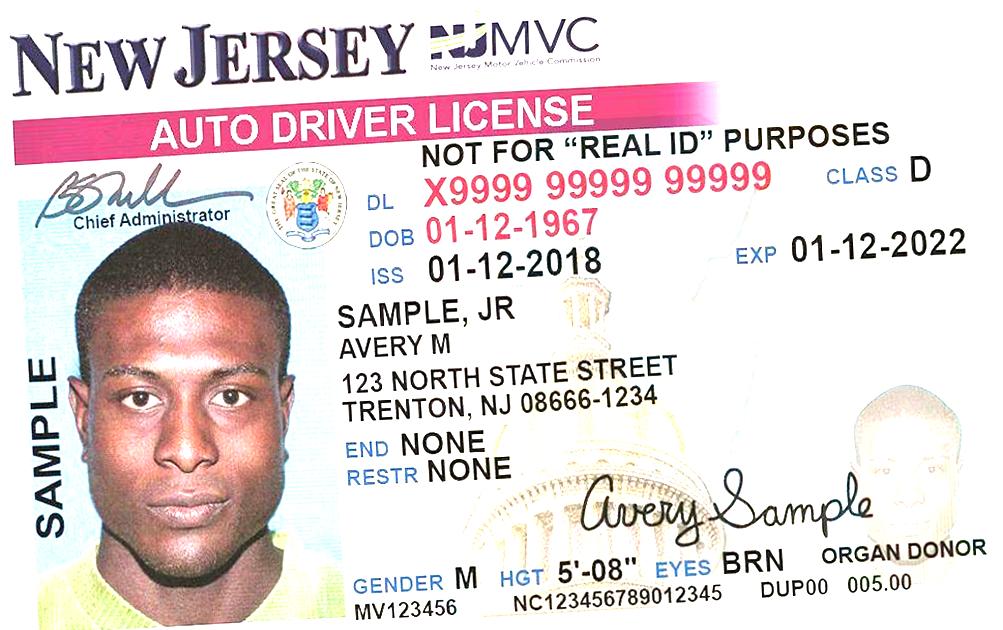 NEW JERSEY NJMVC
New Jersey Motor Vehicle Commission
AUTO DRIVER LICENSE
NOT FOR “REAL ID” PURPOSES
Chief Administrator
THE GREAT SEAL OF THE STATE OF NEW JERSEY
DL X9999 99999 99999 CLASS D
DOB 01-12-1967
ISS 01-12-2018 EXP 01-12-2022
SAMPLE, JR
AVERY M
123 NORTH STATE STREET
TRENTON, NJ 08666-1234
END NONE
RESTR NONE
SAMPLE
Avery Sample
ORGAN DONOR
GENDER M HGT 5'-08" EYES BRN
MV123456 NC123456789012345 DUP00 005.00